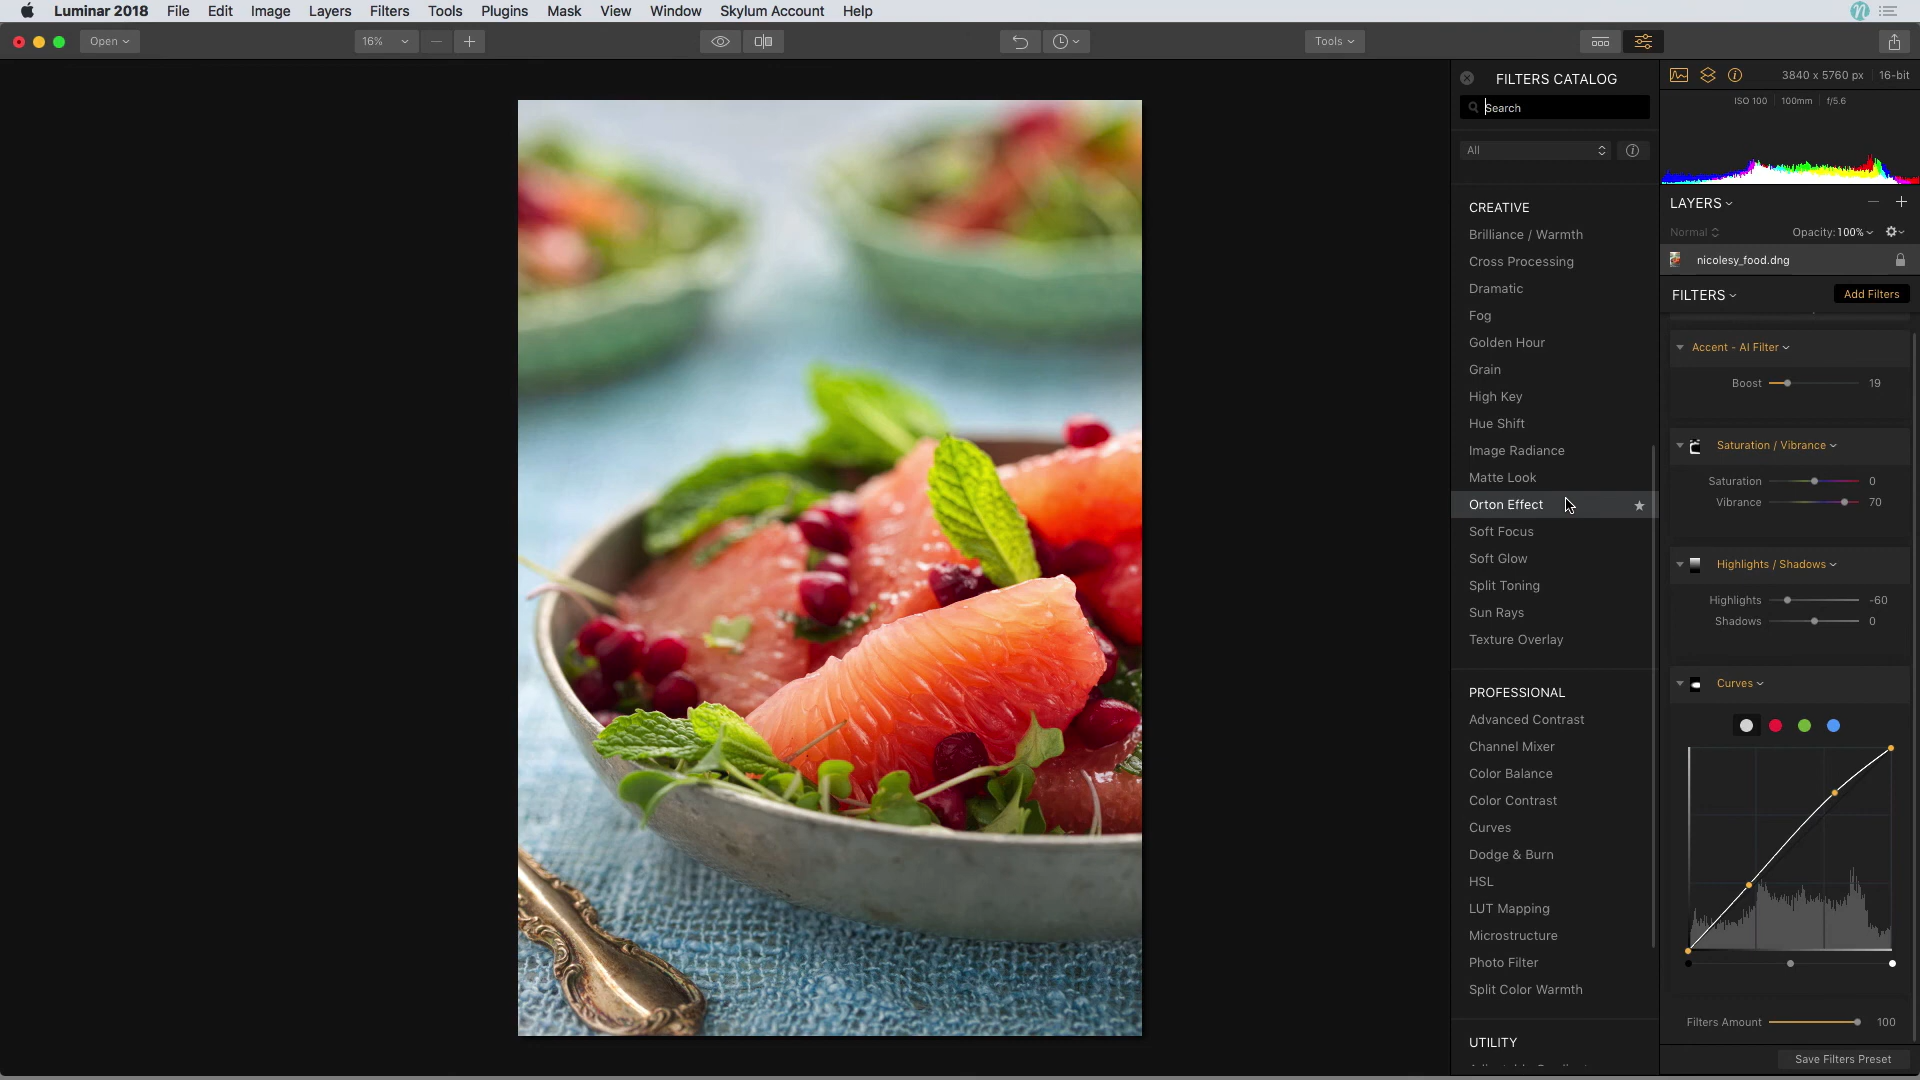 Luminar 2018 File Edit Image Layers Filters Tools Plugins Mask View Window Skylum Account Help
Open 16% Tools
FILTERS CATALOG
Search
All
CREATIVE
Brilliance / Warmth
Cross Processing
Dramatic
Fog
Golden Hour
Grain
High Key
Hue Shift
Image Radiance
Matte Look
Orton Effect
Soft Focus
Soft Glow
Split Toning
Sun Rays
Texture Overlay
PROFESSIONAL
Advanced Contrast
Channel Mixer
Color Balance
Color Contrast
Curves
Dodge & Burn
HSL
LUT Mapping
Microstructure
Photo Filter
Split Color Warmth
UTILITY
3840 x 5760 px 16-bit
ISO 100 100mm f/5.6
LAYERS
Normal Opacity: 100%
nicolesy_food.dng
FILTERS Add Filters
Accent - AI Filter
Boost 19
Saturation / Vibrance
Saturation 0
Vibrance 70
Highlights / Shadows
Highlights -60
Shadows 0
Curves
Filters Amount 100
Save Filters Preset